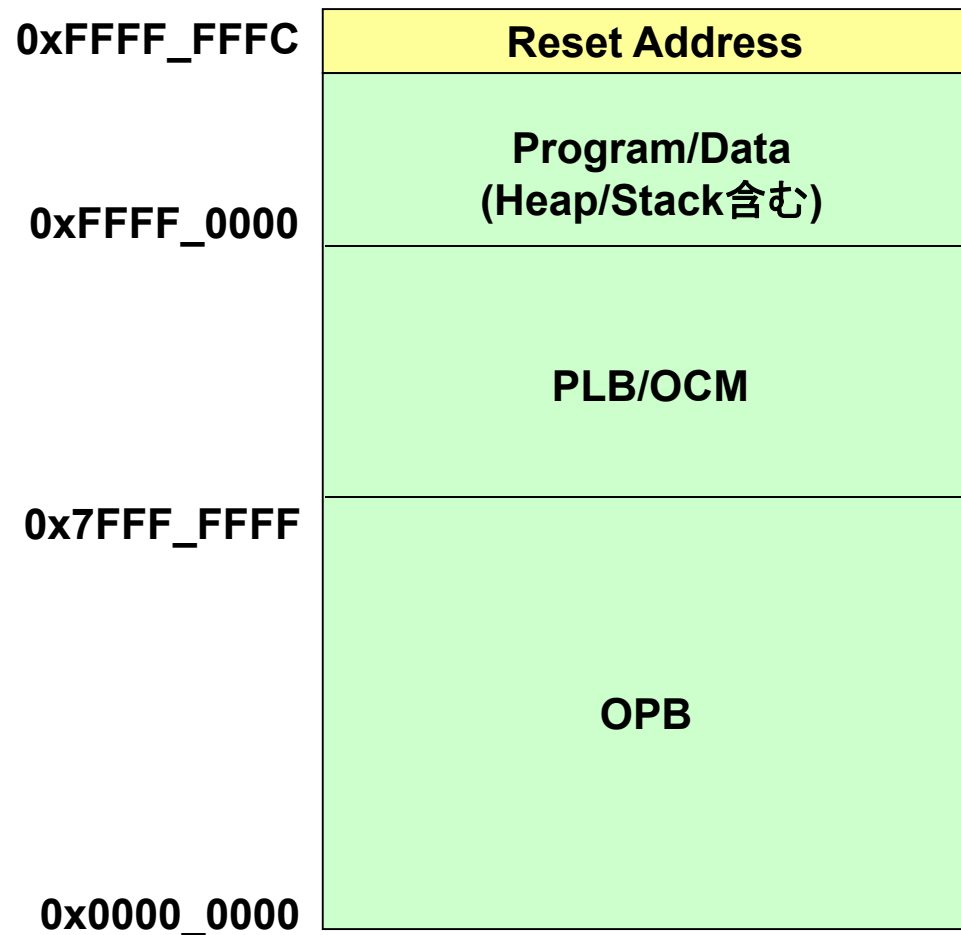 0xFFFF_FFFC
Reset Address
Program/Data
(Heap/Stack含む)
0xFFFF_0000
PLB/OCM
0x7FFF_FFFF
OPB
0x0000_0000